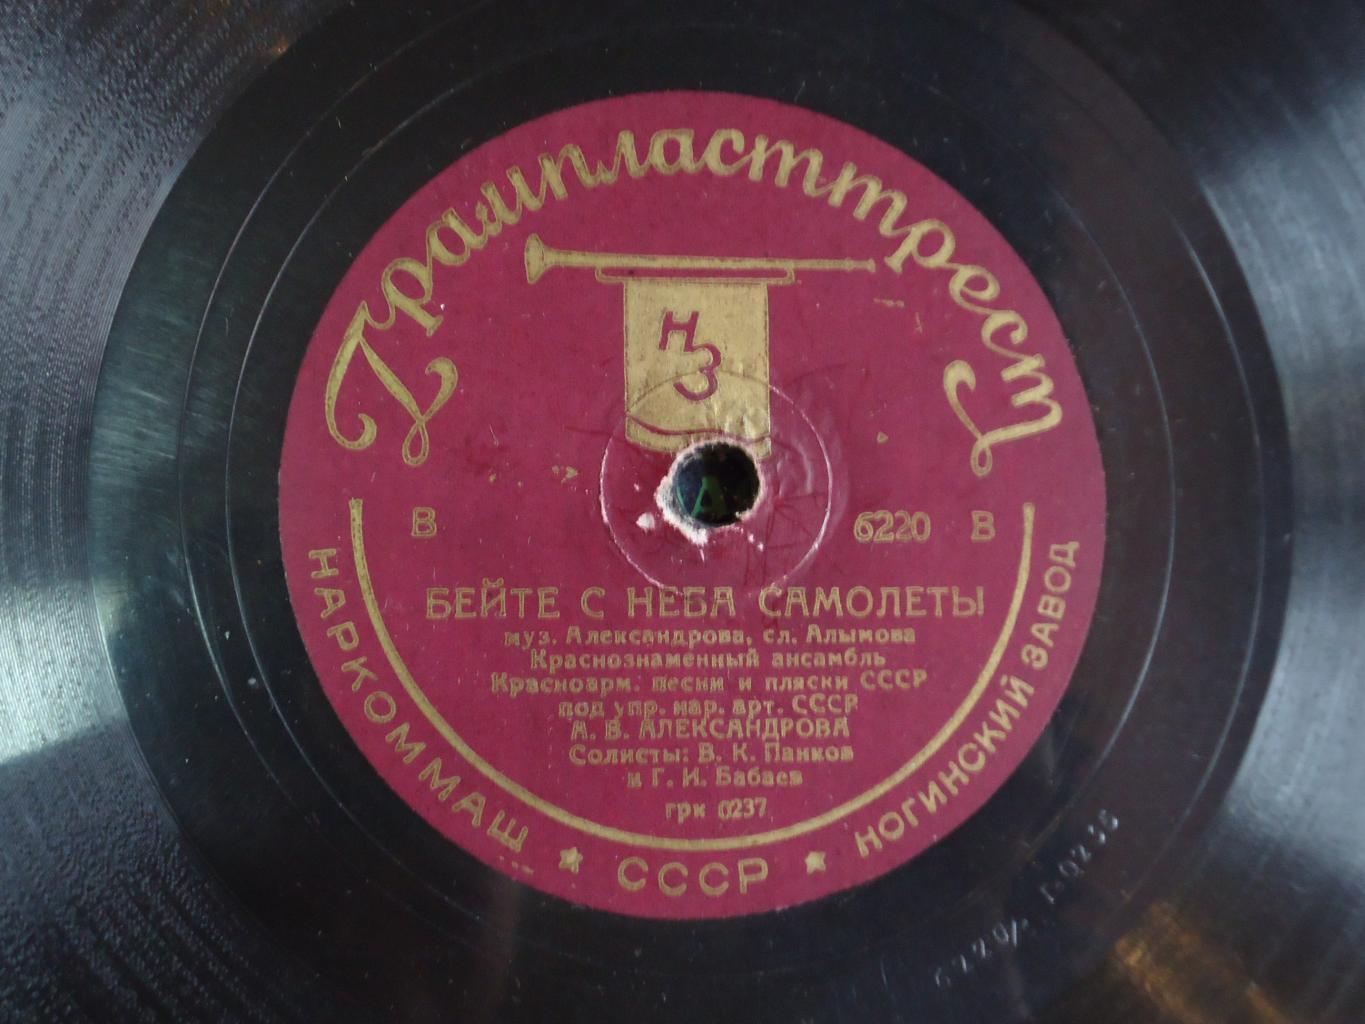 Грампласттрест
НЗ
В 6220 В
БЕЙТЕ С НЕБА САМОЛЕТЫ
муз. Александрова, сл. Алымова
Краснознаменный ансамбль
Красноарм. песни и пляски СССР
под упр. нар. арт. СССР
А. В. АЛЕКСАНДРОВА
Солисты: В. К. Панков
и Г. И. Бабаев
грк 0237
НАРКОММАШ ★ СССР ★ НОГИНСКИЙ ЗАВОД